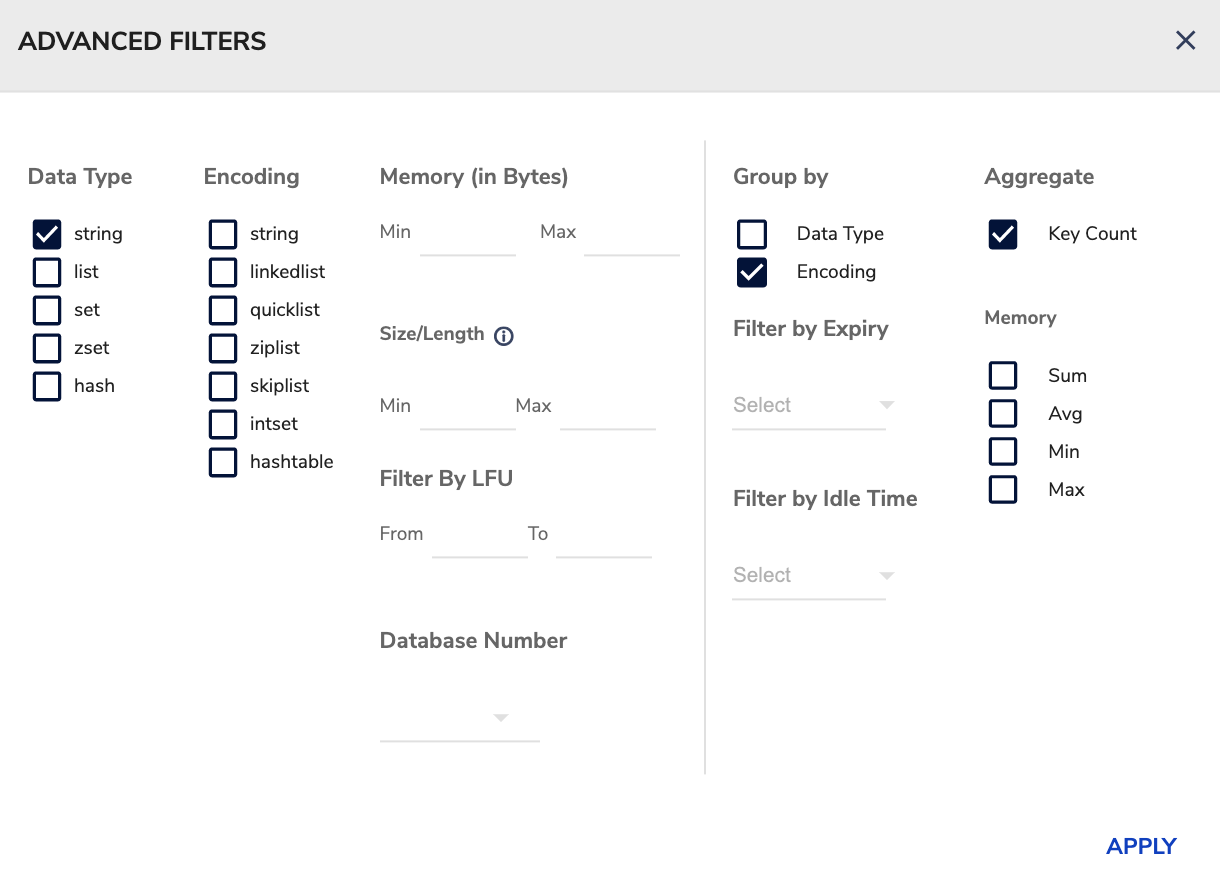 ADVANCED FILTERS
Data Type
string
list
set
zset
hash
Encoding
string
linkedlist
quicklist
ziplist
skiplist
intset
hashtable
Memory (in Bytes)
Min Max
Size/Length
Min Max
Filter By LFU
From To
Database Number
Group by
Data Type
Encoding
Filter by Expiry
Select
Filter by Idle Time
Select
Aggregate
Key Count
Memory
Sum
Avg
Min
Max
APPLY